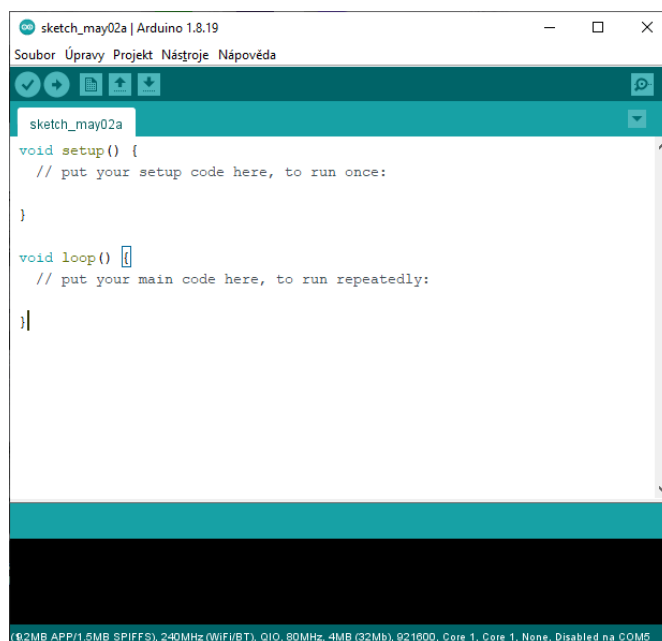 sketch_may02a | Arduino 1.8.19
Soubor Úpravy Projekt Nástroje Nápověda
sketch_may02a
void setup() {
// put your setup code here, to run once:
}
void loop() {
// put your main code here, to run repeatedly:
}
2MB APP/1.5MB SPIFFS), 240MHz (WiFi/BT), QIO, 80MHz, 4MB (32Mb), 921600, Core 1, Core 1, None, Disabled na COM5